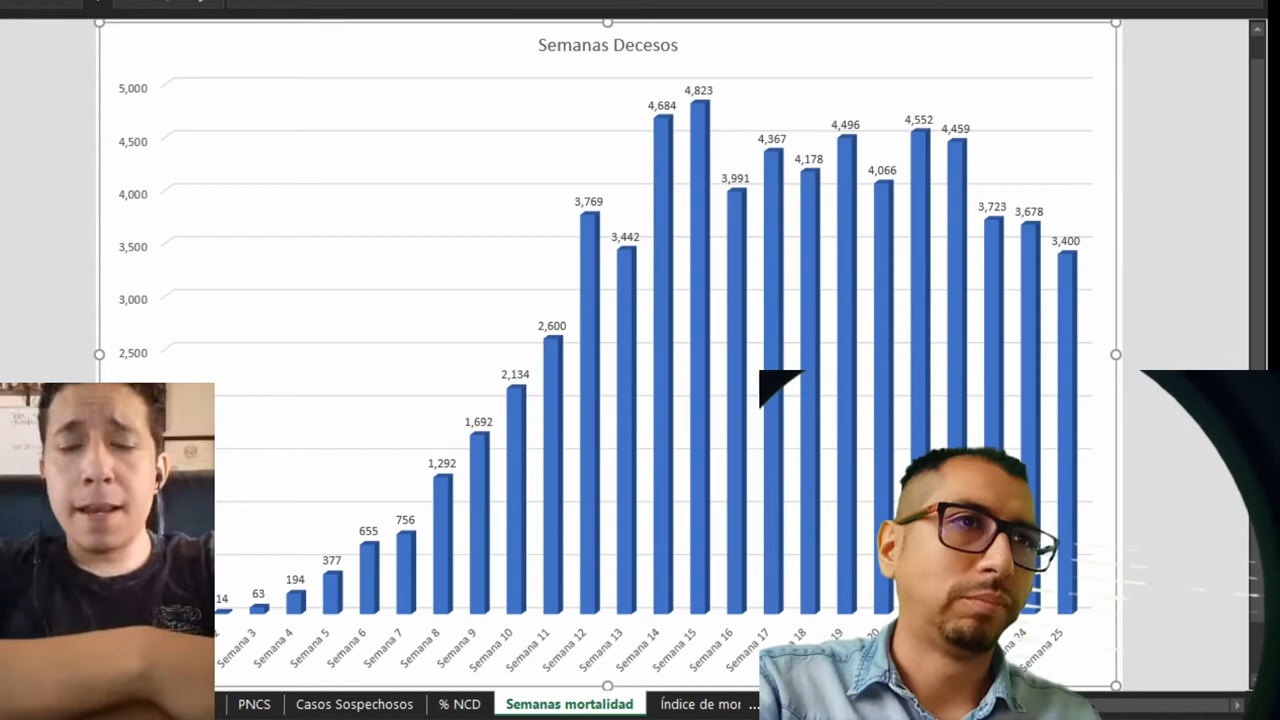 Semanas Decesos
5,000
4,500
4,000
3,500
3,000
2,500
14
63
194
377
655
756
1,292
1,692
2,134
2,600
3,769
3,442
4,684
4,823
3,991
4,367
4,178
4,496
4,066
4,552
4,459
3,723
3,678
3,400
Semana 3
Semana 4
Semana 5
Semana 6
Semana 7
Semana 8
Semana 9
Semana 10
Semana 11
Semana 12
Semana 13
Semana 14
Semana 15
Semana 16
Semana 17
18
19
20
24
Semana 25
PNCS
Casos Sospechosos
% NCD
Semanas mortalidad
Índice de mor ...